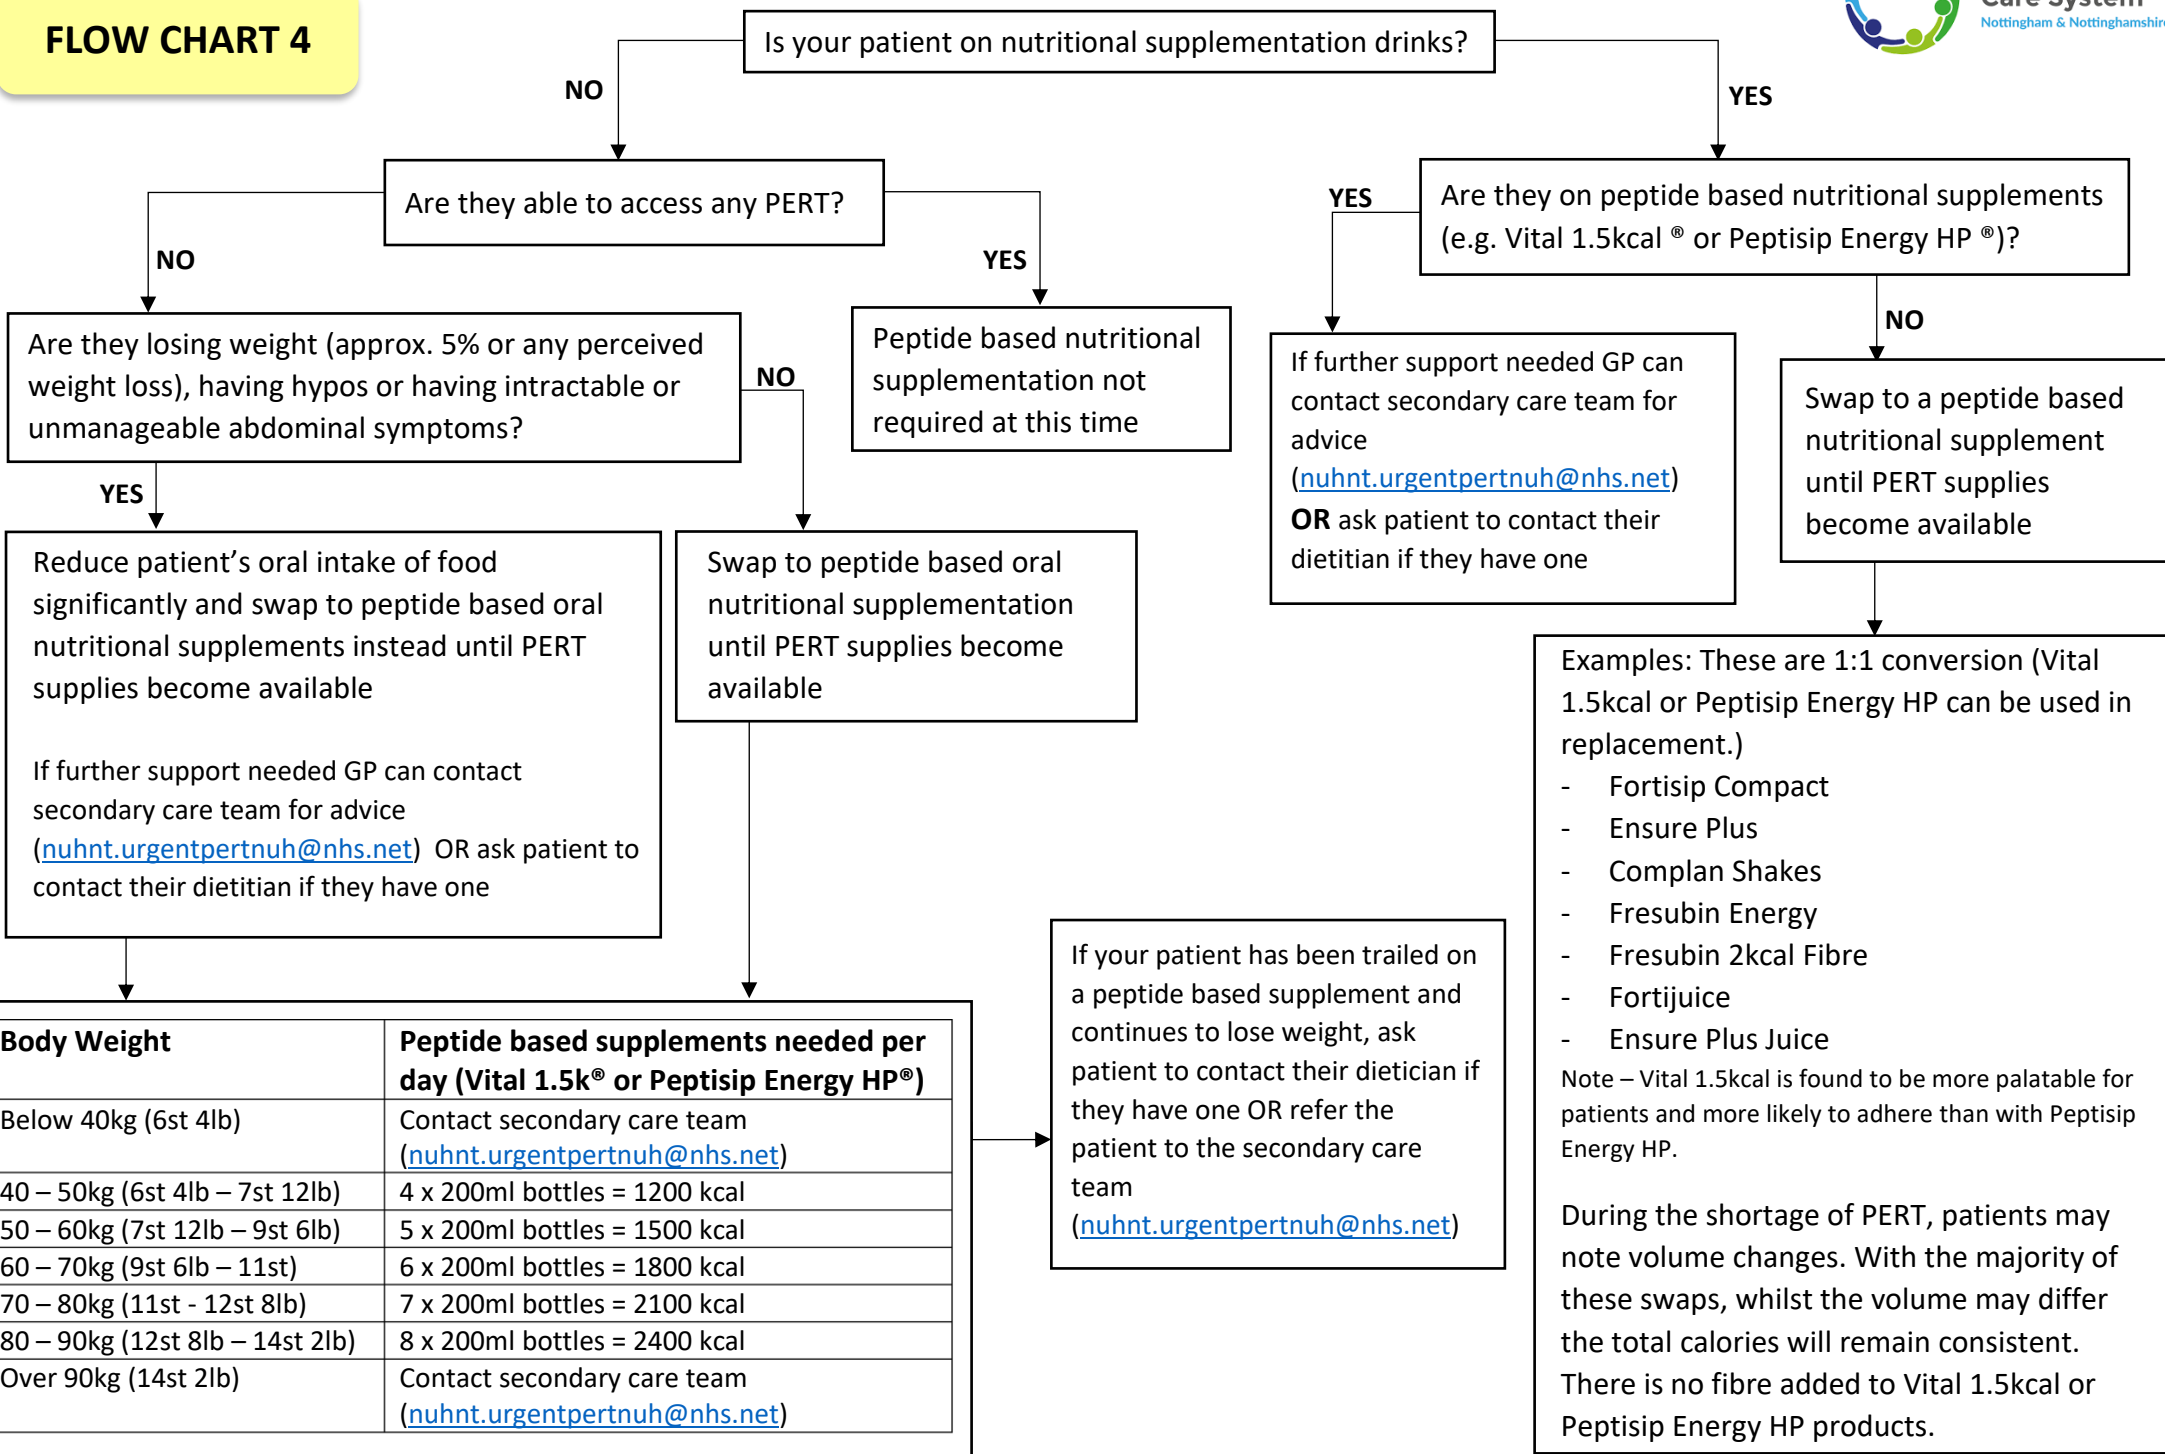 FLOW CHART 4
Care System
Nottingham & Nottinghamshire
Is your patient on nutritional supplementation drinks?
NO
YES
Are they able to access any PERT?
NO
YES
Are they on peptide based nutritional supplements
(e.g. Vital 1.5kcal ® or Peptisip Energy HP ®)?
YES
NO
Are they losing weight (approx. 5% or any perceived
weight loss), having hypos or having intractable or
unmanageable abdominal symptoms?
NO
YES
Peptide based nutritional
supplementation not
required at this time
If further support needed GP can
contact secondary care team for
advice
(nuhnt.urgentpertnuh@nhs.net)
OR ask patient to contact their
dietitian if they have one
Swap to a peptide based
nutritional supplement
until PERT supplies
become available
Reduce patient's oral intake of food
significantly and swap to peptide based oral
nutritional supplements instead until PERT
supplies become available
If further support needed GP can contact
secondary care team for advice
(nuhnt.urgentpertnuh@nhs.net) OR ask patient to
contact their dietitian if they have one
Swap to peptide based oral
nutritional supplementation
until PERT supplies become
available
Examples: These are 1:1 conversion (Vital
1.5kcal or Peptisip Energy HP can be used in
replacement.)
- Fortisip Compact
- Ensure Plus
- Complan Shakes
- Fresubin Energy
- Fresubin 2kcal Fibre
- Fortijuice
- Ensure Plus Juice
Note – Vital 1.5kcal is found to be more palatable for
patients and more likely to adhere than with Peptisip
Energy HP.
During the shortage of PERT, patients may
note volume changes. With the majority of
these swaps, whilst the volume may differ
the total calories will remain consistent.
There is no fibre added to Vital 1.5kcal or
Peptisip Energy HP products.
Body Weight
Peptide based supplements needed per
day (Vital 1.5k® or Peptisip Energy HP®)
Below 40kg (6st 4lb)
Contact secondary care team
(nuhnt.urgentpertnuh@nhs.net)
40 – 50kg (6st 4lb – 7st 12lb)
4 x 200ml bottles = 1200 kcal
50 – 60kg (7st 12lb – 9st 6lb)
5 x 200ml bottles = 1500 kcal
60 – 70kg (9st 6lb – 11st)
6 x 200ml bottles = 1800 kcal
70 – 80kg (11st - 12st 8lb)
7 x 200ml bottles = 2100 kcal
80 – 90kg (12st 8lb – 14st 2lb)
8 x 200ml bottles = 2400 kcal
Over 90kg (14st 2lb)
Contact secondary care team
(nuhnt.urgentpertnuh@nhs.net)
If your patient has been trailed on
a peptide based supplement and
continues to lose weight, ask
patient to contact their dietician if
they have one OR refer the
patient to the secondary care
team
(nuhnt.urgentpertnuh@nhs.net)